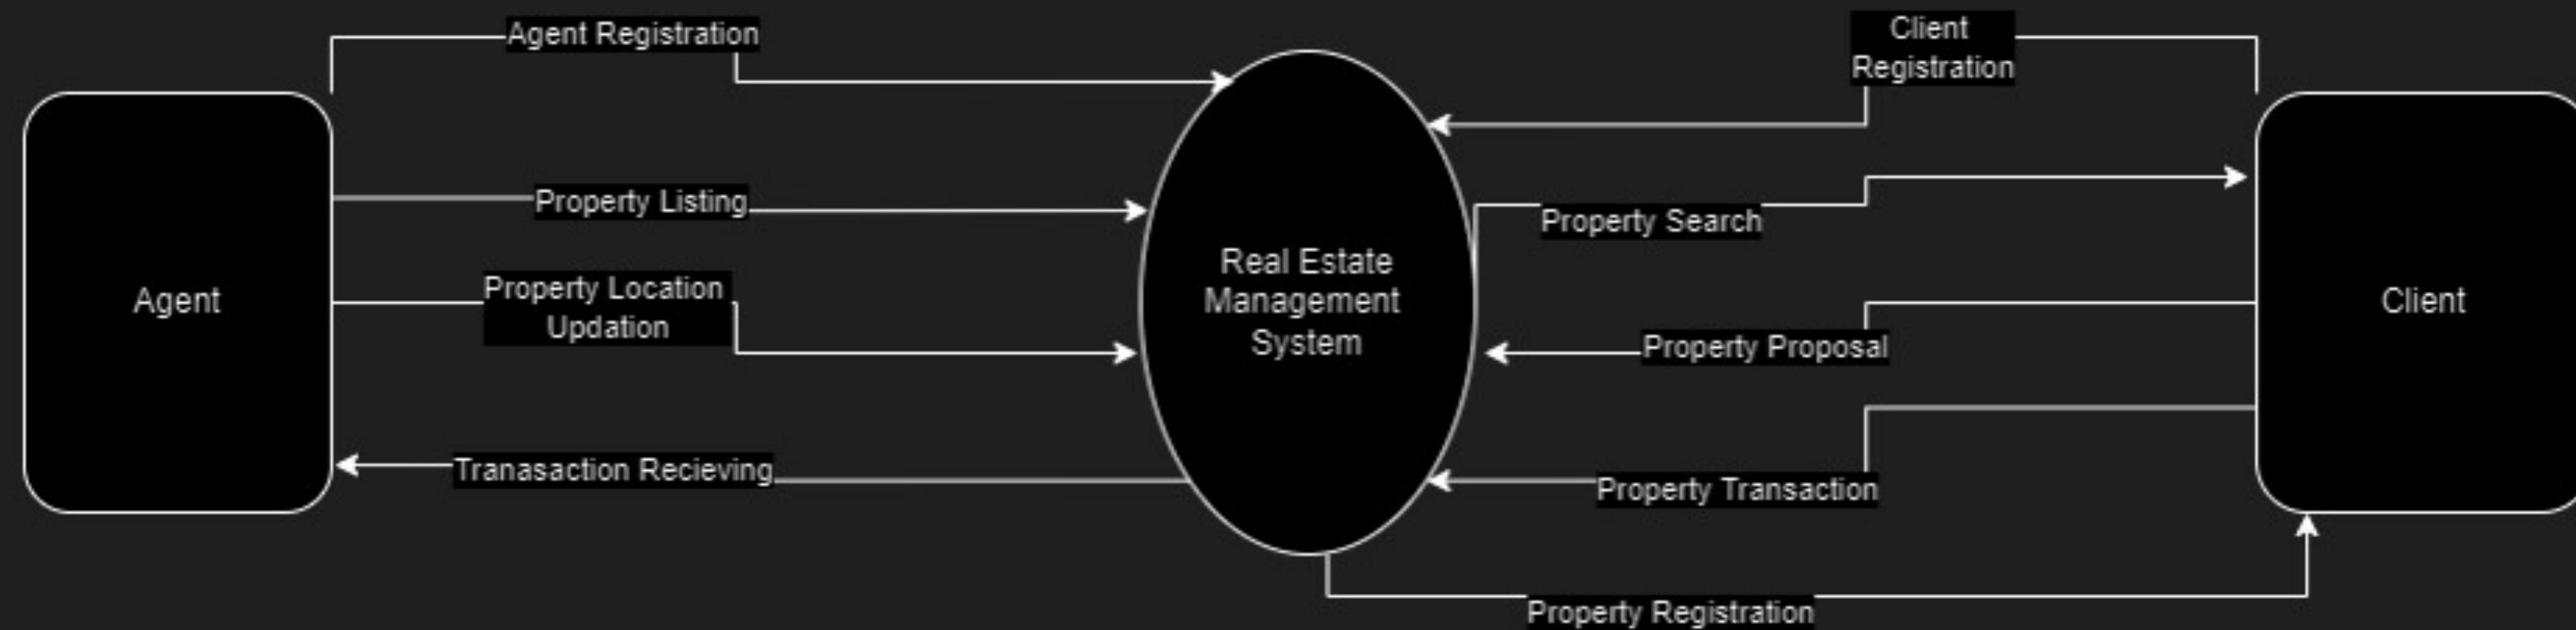 Agent Registration
Client
Registration
Property Listing
Property Search
Agent
Property Location
Updation
Real Estate
Management
System
Property Proposal
Client
Tranasaction Recieving
Property Transaction
Property Registration